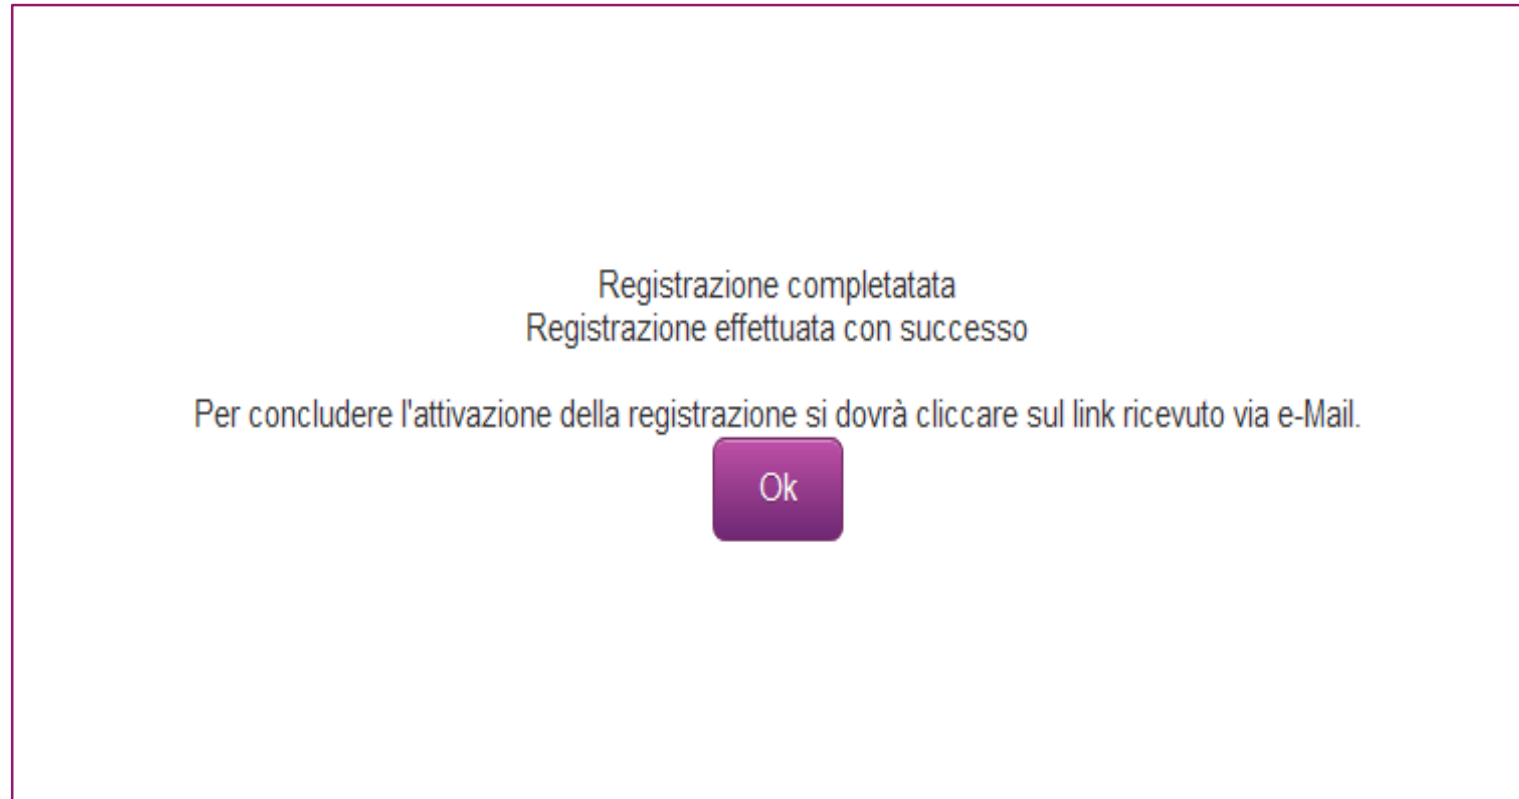 Registrazione completatata
Registrazione effettuata con successo
Per concludere l'attivazione della registrazione si dovrà cliccare sul link ricevuto via e-Mail.
Ok